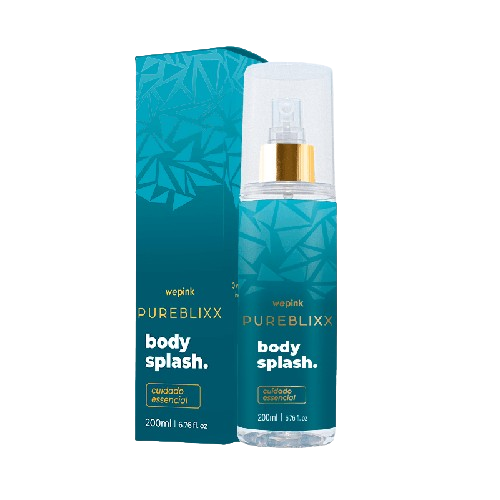 wepink
PUREBLIXX
body
splash.
cuidado
essencial
200ml | 6.76 fl. oz
wepink
PUREBLIXX
body
splash.
cuidado
essencial
200ml | 6.76 fl. oz